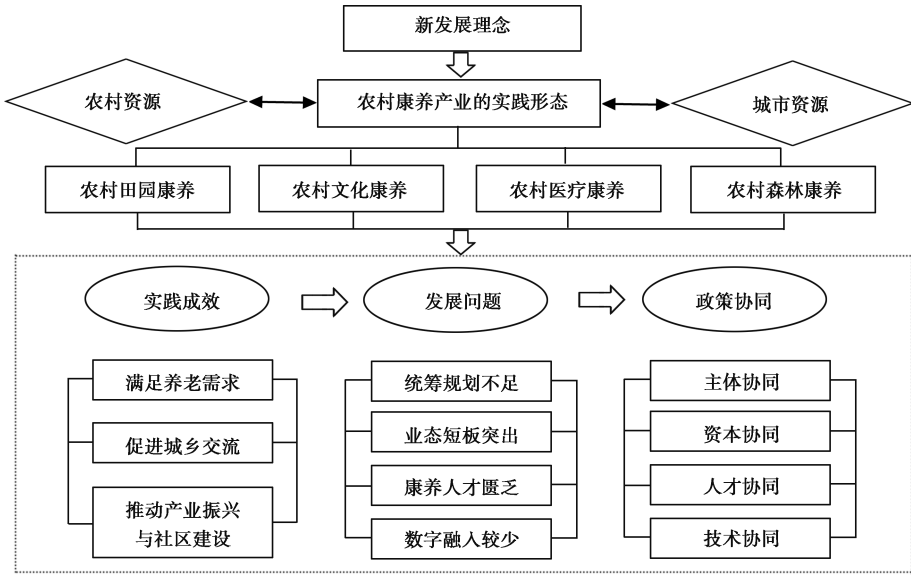 新发展理念
农村资源
农村康养产业的实践形态
城市资源
农村田园康养
农村文化康养
农村医疗康养
农村森林康养
实践成效
发展问题
政策协同
满足养老需求
促进城乡交流
推动产业振兴
与社区建设
统筹规划不足
业态短板突出
康养人才匮乏
数字融入较少
主体协同
资本协同
人才协同
技术协同